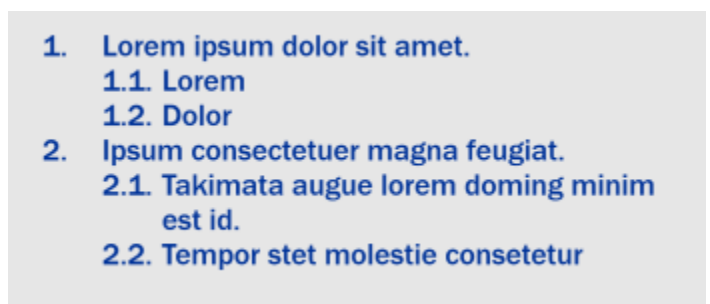 1. Lorem ipsum dolor sit amet.
1.1. Lorem
1.2. Dolor
2. Ipsum consectetuer magna feugiat.
2.1. Takimata augue lorem doming minim
est id.
2.2. Tempor stet molestie consetetur